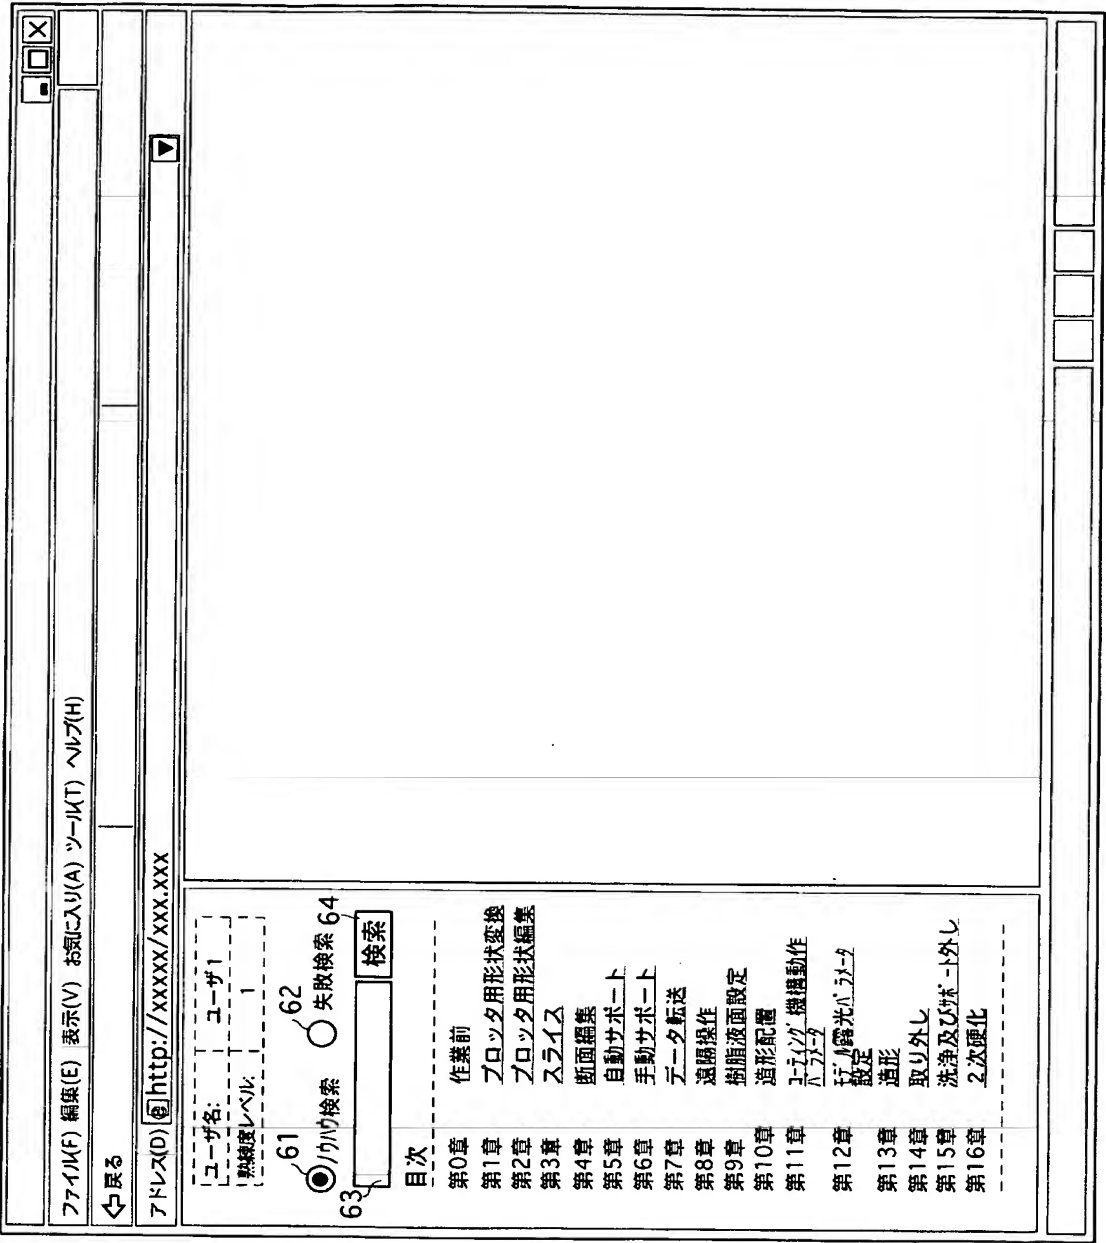 ファイル(F) 編集(E) 表示(V) お気に入り(A) ツール(T) ヘルプ(H)
戻る
アドレス(D) e http://xxxxx/xxx.xxx
ユーザ名: ユーザ1
熟練度レベル: 1
61 62
ノウハウ検索 失敗検索 64
63 検索
目次
第0章 作業前
第1章 プロッタ用形状変換
第2章 プロッタ用形状編集
第3章 スライス
第4章 断面編集
第5章 自動サポート
第6章 手動サポート
第7章 データ転送
第8章 遠隔操作
第9章 樹脂液面設定
第10章 造形配置
第11章 コーティング機構動作
パラメータ
第12章 モデル露光パラメータ
設定
第13章 造形
第14章 取り外し
第15章 洗浄及びサポート外し
第16章 2次硬化